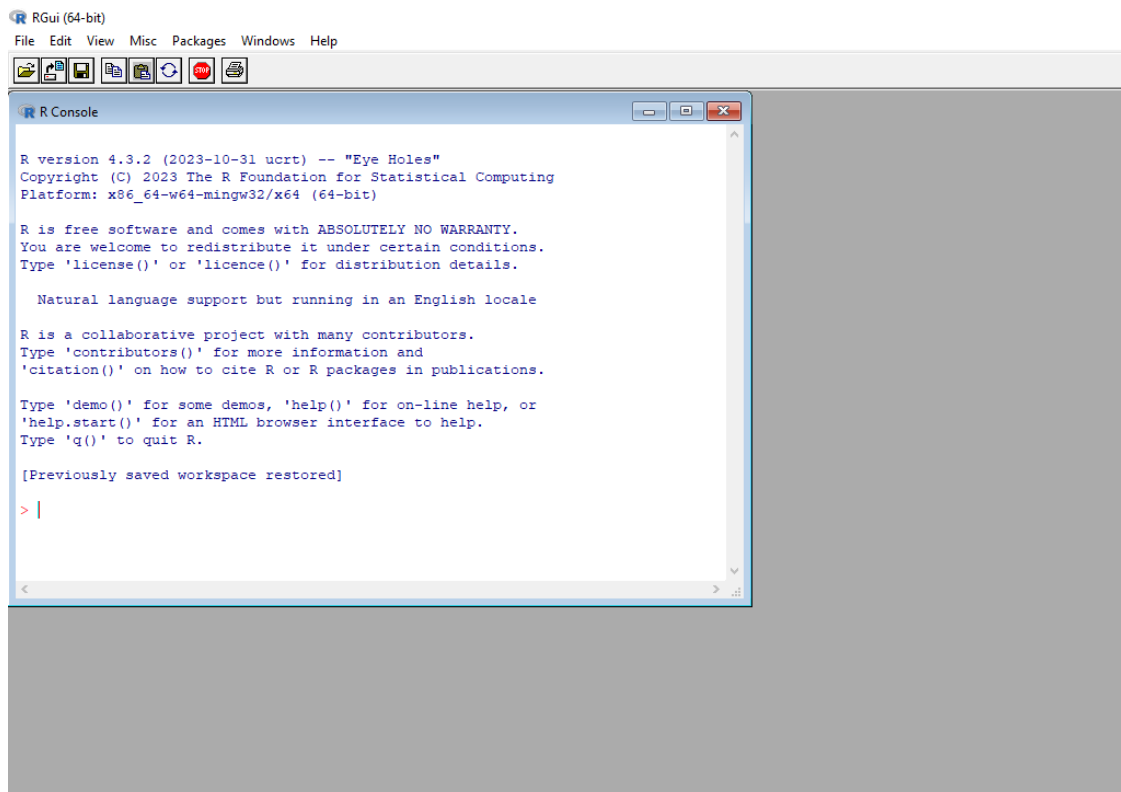 RGui (64-bit)
File Edit View Misc Packages Windows Help
STOP
R Console
R version 4.3.2 (2023-10-31 ucrt) -- "Eye Holes"
Copyright (C) 2023 The R Foundation for Statistical Computing
Platform: x86_64-w64-mingw32/x64 (64-bit)
R is free software and comes with ABSOLUTELY NO WARRANTY.
You are welcome to redistribute it under certain conditions.
Type 'license()' or 'licence()' for distribution details.
Natural language support but running in an English locale
R is a collaborative project with many contributors.
Type 'contributors()' for more information and
'citation()' on how to cite R or R packages in publications.
Type 'demo()' for some demos, 'help()' for on-line help, or
'help.start()' for an HTML browser interface to help.
Type 'q()' to quit R.
[Previously saved workspace restored]
>